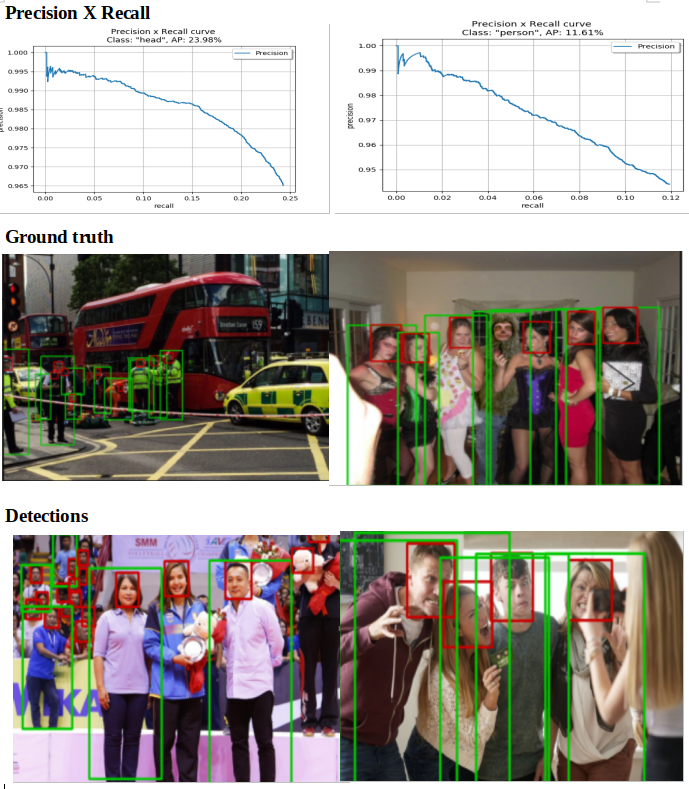 Precision X Recall
Precision x Recall curve
Class: "head", AP: 23.98%
Precision
1.000
0.995
0.990
0.985
0.980
0.975
0.970
0.965
precision
0.00 0.05 0.10 0.15 0.20 0.25
recall
Precision x Recall curve
Class: "person", AP: 11.61%
Precision
1.00
0.99
0.98
0.97
0.96
0.95
precision
0.00 0.02 0.04 0.06 0.08 0.10 0.12
recall
Ground truth
159
Detections
SMM